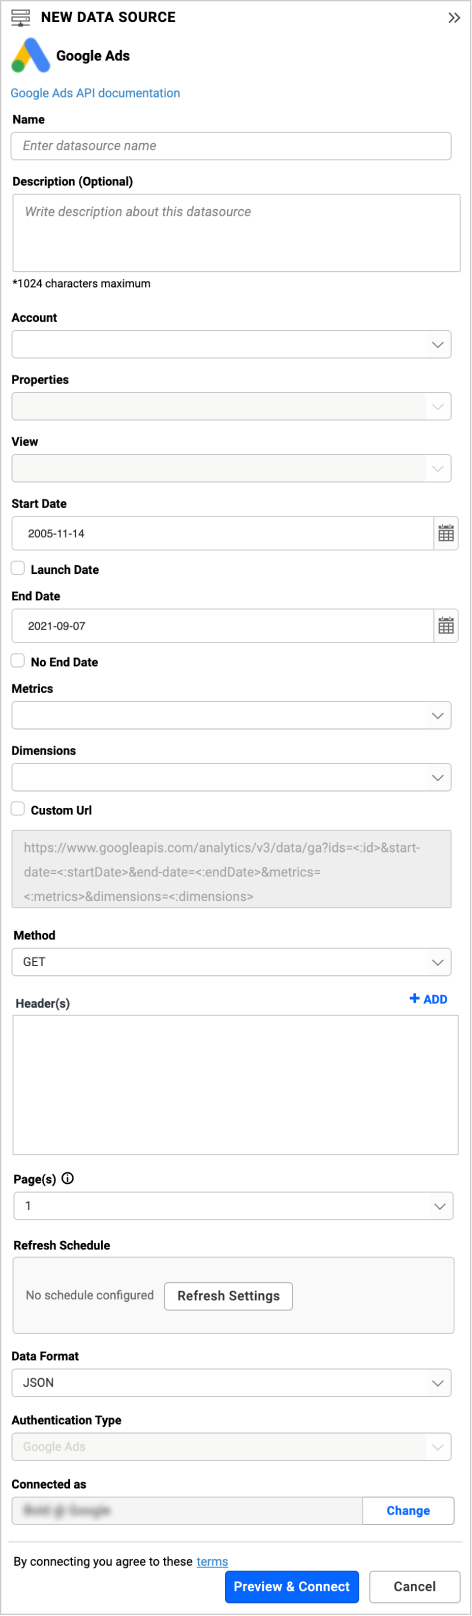 NEW DATA SOURCE
Google Ads
Google Ads API documentation
Name
Enter datasource name
Description (Optional)
Write description about this datasource
*1024 characters maximum
Account
Properties
View
Start Date
2005-11-14
Launch Date
End Date
2021-09-07
No End Date
Metrics
Dimensions
Custom Url
https://www.googleapis.com/analytics/v3/data/ga?ids=<:id>&start-
date=<:startDate>&end-date=<:endDate>&metrics=
<:metrics>&dimensions=<:dimensions>
Method
GET
Header(s)
+ ADD
Page(s)
1
Refresh Schedule
No schedule configured
Refresh Settings
Data Format
JSON
Authentication Type
Google Ads
Connected as
Change
By connecting you agree to these terms
Preview & Connect
Cancel